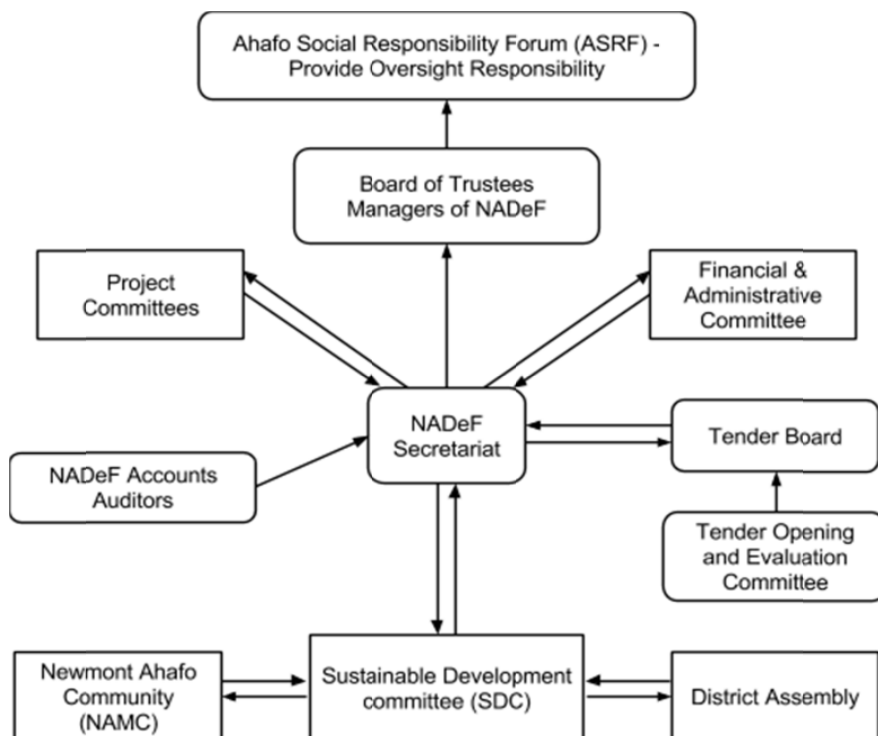 Ahafo Social Responsibility Forum (ASRF) -
Provide Oversight Responsibility
Board of Trustees
Managers of NADeF
Project
Committees
Financial &
Administrative
Committee
NADeF
Secretariat
Tender Board
NADeF Accounts
Auditors
Tender Opening
and Evaluation
Committee
Newmont Ahafo
Community
(NAMC)
Sustainable Development
committee (SDC)
District Assembly